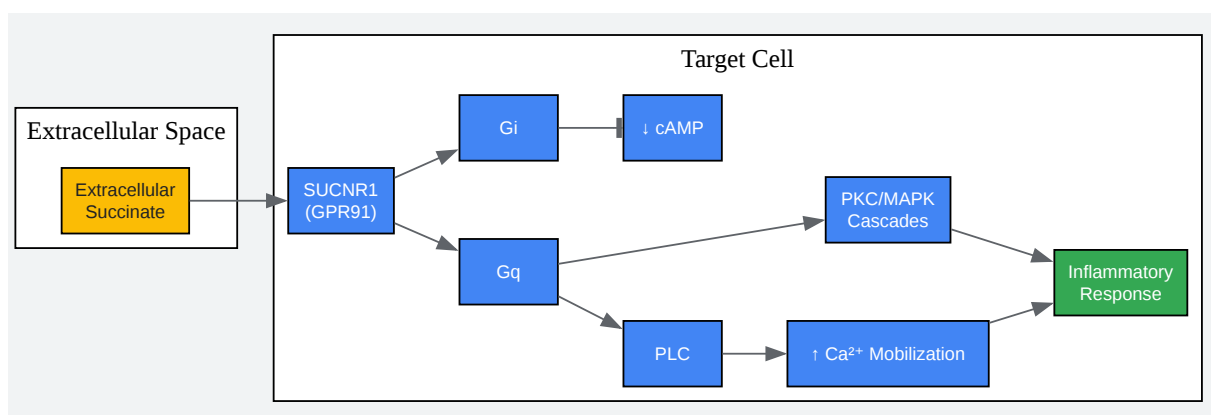 Target Cell
Extracellular Space
Extracellular
Succinate
SUCNR1
(GPR91)
Gi
↓ cAMP
Gq
PKC/MAPK
Cascades
PLC
↑ Ca²⁺ Mobilization
Inflammatory
Response